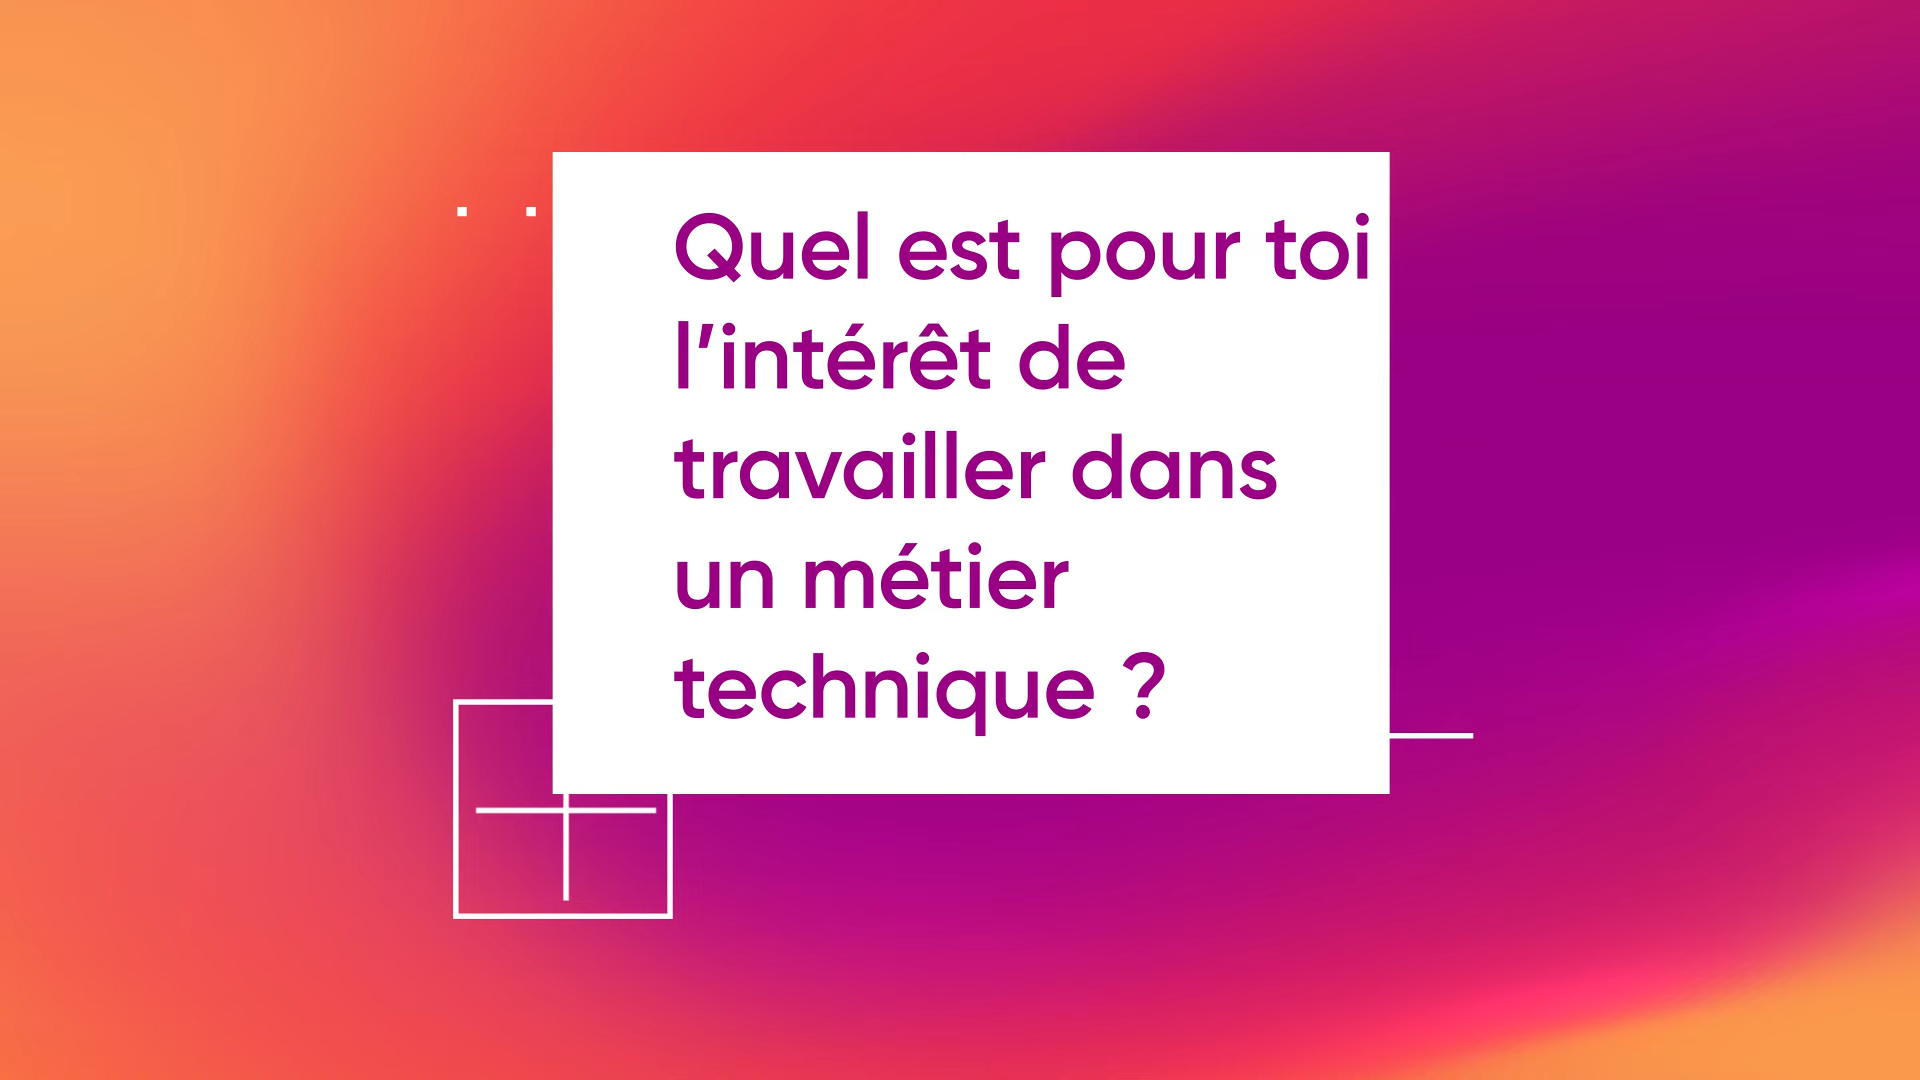 Quel est pour toi
l’intérêt de
travailler dans
un métier
technique ?